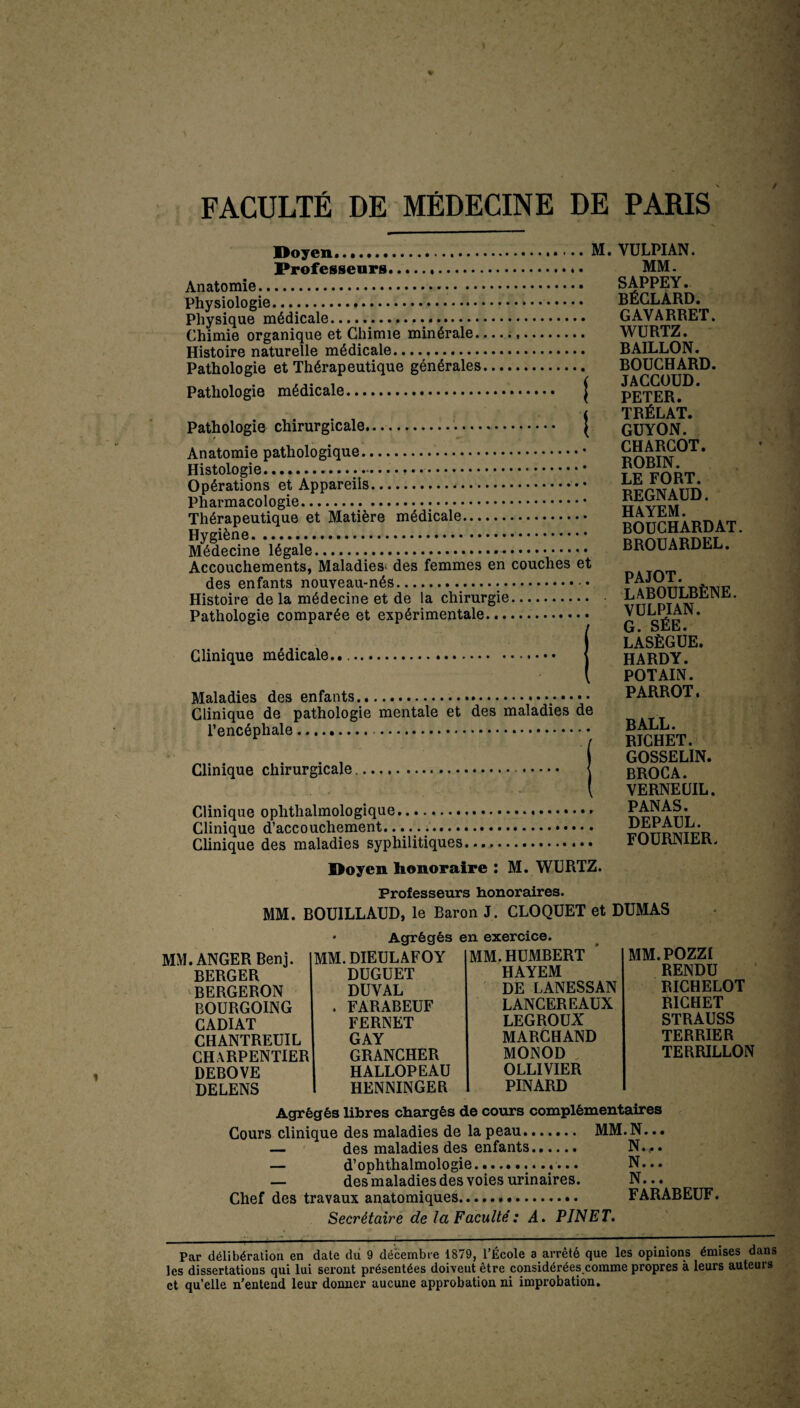 FACULTÉ DE MÉDECINE DE PARIS
Doyen........ M. VULPIAN.
Professeurs........ MM.
Anatomie........ SAPPEY.
Physiologie........ BÉCLARD.
Physique médicale........ GAVARRET.
Chimie organique et Chimie minérale........ WURTZ.
Histoire naturelle médicale........ BAILLON.
Pathologie et Thérapeutique générales........ BOUCHARD.
Pathologie médicale........ { JACCOUD.
PETER.
Pathologie chirurgicale........ { TRÉLAT.
GUYON.
Anatomie pathologique........ CHARCOT.
Histologie........ ROBIN.
Opérations et Appareils........ LE FORT.
Pharmacologie........ REGNAUD.
Thérapeutique et Matière médicale........ HAYEM.
Hygiène........ BOUCHARDAT.
Médecine légale........ BROUARDEL.
Accouchements, Maladies des femmes en couches et
des enfants nouveau-nés........ PAJOT.
Histoire de la médecine et de la chirurgie........ LABOULBÈNE.
Pathologie comparée et expérimentale........ VULPIAN.
Clinique médicale........ { G. SÉE.
LASÈGUE.
HARDY.
POTAIN.
Maladies des enfants........ PARROT.
Clinique de pathologie mentale et des maladies de
l'encéphale........ BALL.
Clinique chirurgicale........ { RICHET.
GOSSELIN.
BROCA.
VERNEUIL.
Clinique ophthalmologique........ PANAS.
Clinique d'accouchement........ DEPAUL.
Clinique des maladies syphilitiques........ FOURNIER.
Doyen honoraire : M. WURTZ.
Professeurs honoraires.
MM. BOUILLAUD, le Baron J. CLOQUET et DUMAS
Agrégés en exercice.
MM. ANGER Benj. MM. DIEULAFOY MM. HUMBERT MM. POZZI
BERGER DUGUET HAYEM RENDU
BERGERON DUVAL DE LANESSAN RICHELOT
BOURGOING . FARABEUF LANCEREAUX RICHET
CADIAT FERNET LEGROUX STRAUSS
CHANTREUIL GAY MARCHAND TERRIER
CHARPENTIER GRANCHER MONOD TERRILLON
DEBOVE HALLOPEAU OLLIVIER
DELENS HENNINGER PINARD
Agrégés libres chargés de cours complémentaires
Cours clinique des maladies de la peau....... MM. N...
— des maladies des enfants...... N...
— d'ophthalmologie............. N...
— des maladies des voies urinaires. N...
Chef des travaux anatomiques............... FARABEUF.
Secrétaire de la Faculté : A. PINET.
Par délibération en date du 9 décembre 1879, l'École a arrêté que les opinions émises dans
les dissertations qui lui seront présentées doivent être considérées comme propres à leurs auteurs
et qu'elle n'entend leur donner aucune approbation ni improbation.